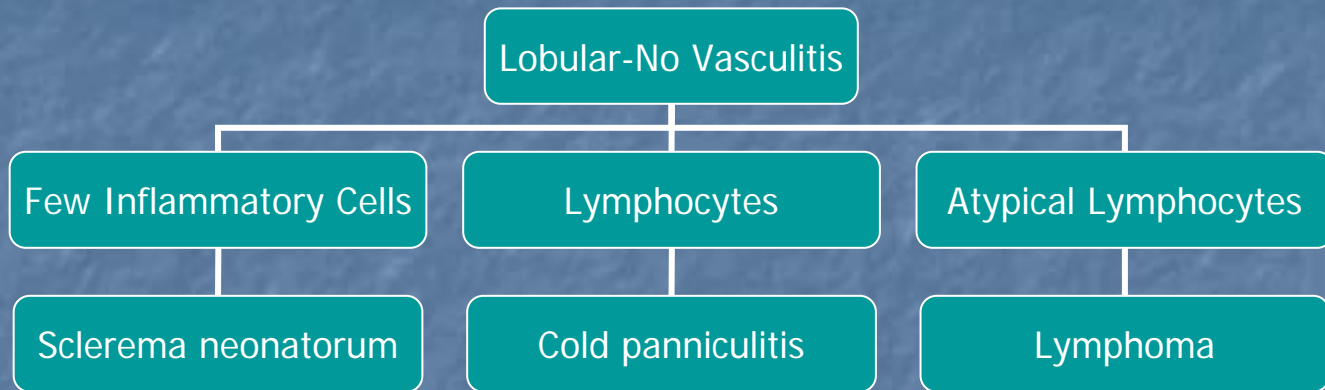 Lobular-No Vasculitis
Few Inflammatory Cells
Lymphocytes
Atypical Lymphocytes
Sclerema neonatorum
Cold panniculitis
Lymphoma